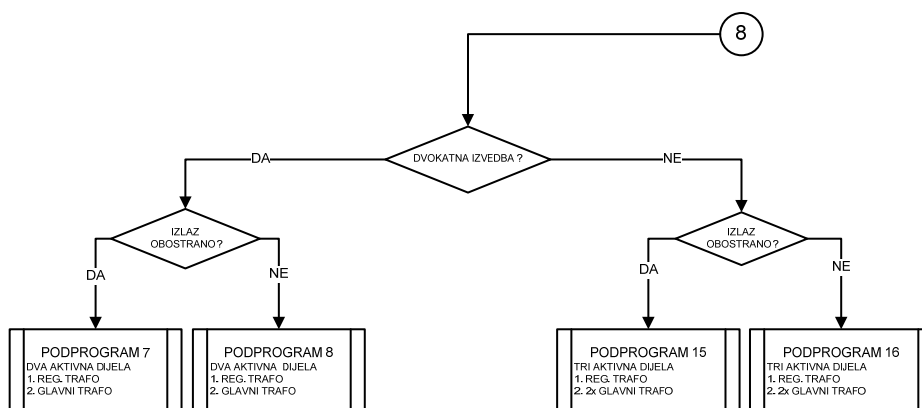 8
DVOKATNA IZVEDBA ?
DA
NE
IZLAZ
OBOSTRANO?
IZLAZ
OBOSTRANO?
DA
NE
DA
NE
PODPROGRAM 7
DVA AKTIVNA DIJELA
1. REG. TRAFO
2. GLAVNI TRAFO
PODPROGRAM 8
DVA AKTIVNA DIJELA
1. REG. TRAFO
2. GLAVNI TRAFO
PODPROGRAM 15
TRI AKTIVNA DIJELA
1. REG. TRAFO
2. 2x GLAVNI TRAFO
PODPROGRAM 16
TRI AKTIVNA DIJELA
1. REG. TRAFO
2. 2x GLAVNI TRAFO